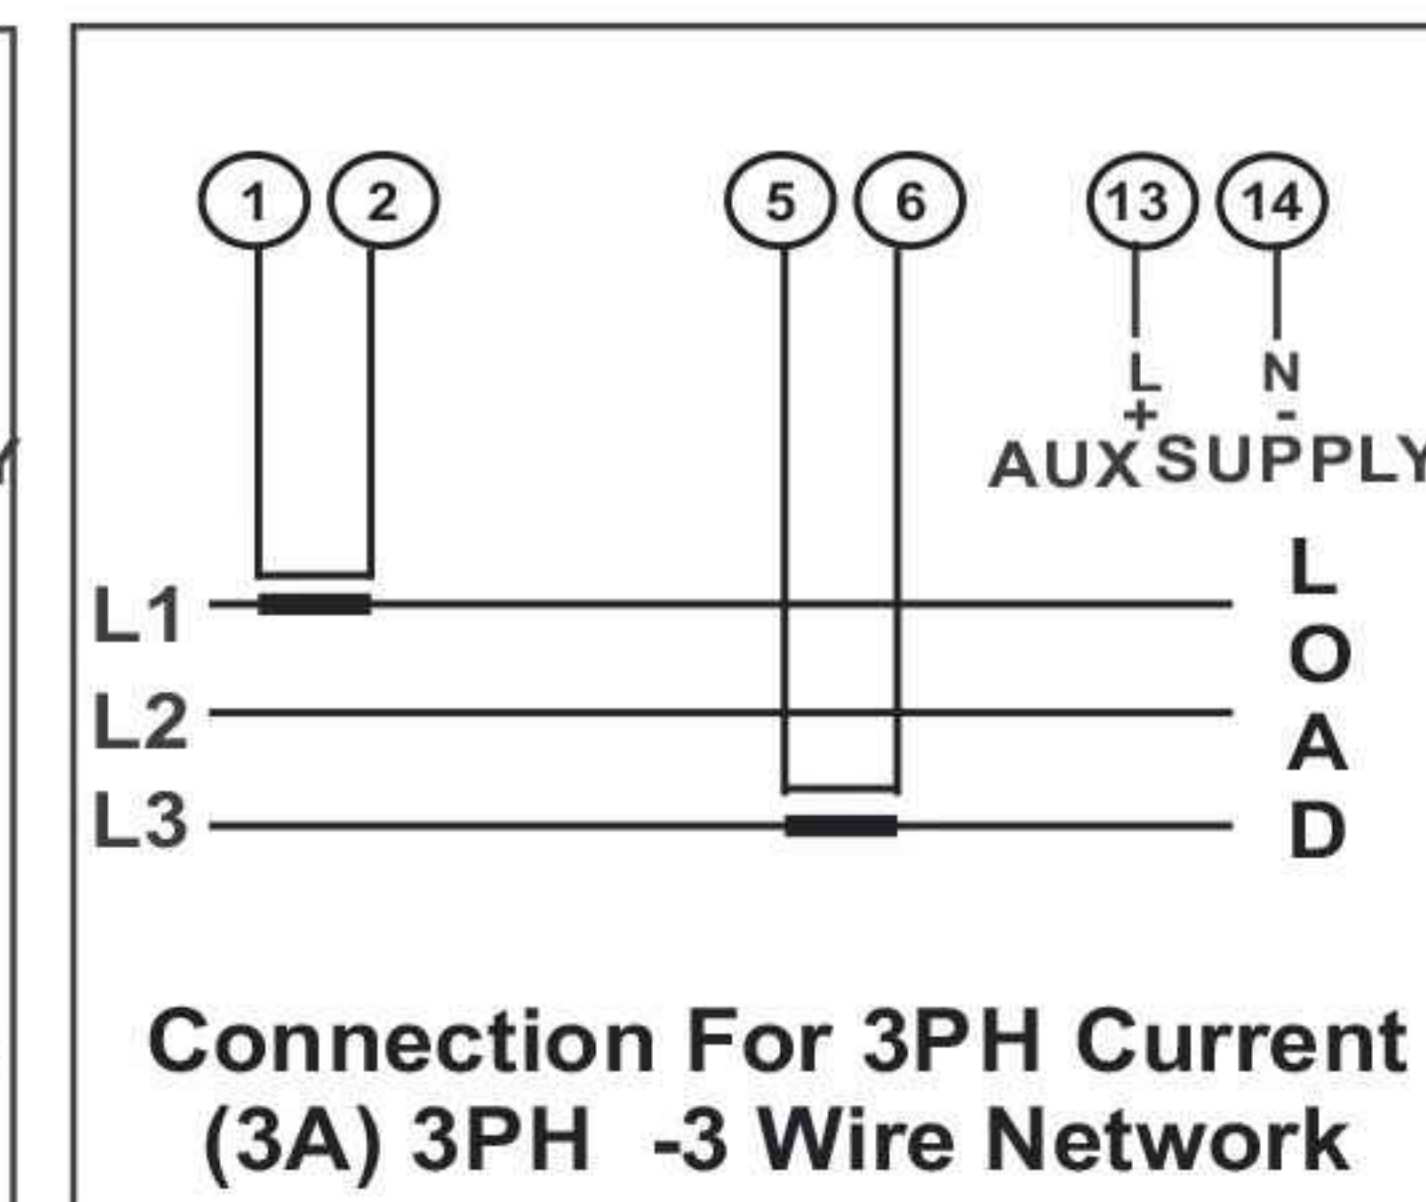 1 2 5 6 13 14
L N
+ -
AUX SUPPLY
L1
L2
L3
L
O
A
D
Connection For 3PH Current
(3A) 3PH -3 Wire Network